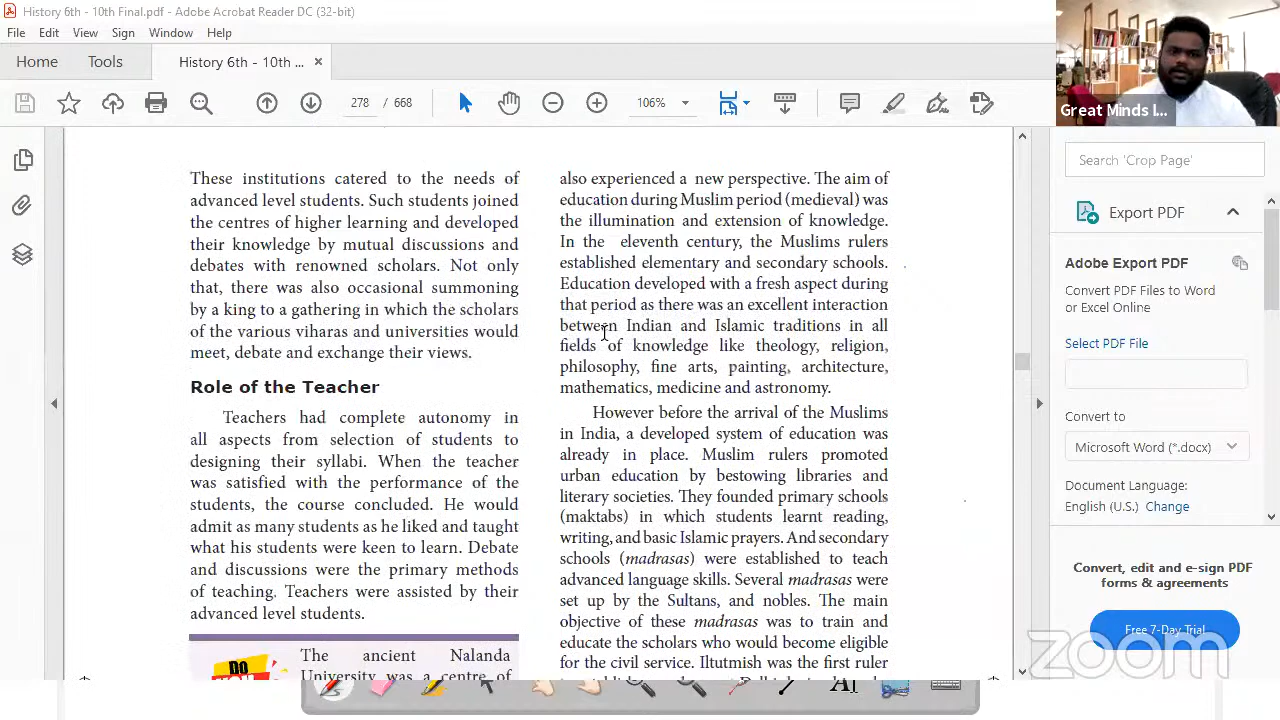 History 6th - 10th Final.pdf - Adobe Acrobat Reader DC (32-bit)
File Edit View Sign Window Help
Home Tools History 6th - 10th ... ×
278 / 668 106%
Great Minds I...
These institutions catered to the needs of
advanced level students. Such students joined
the centres of higher learning and developed
their knowledge by mutual discussions and
debates with renowned scholars. Not only
that, there was also occasional summoning
by a king to a gathering in which the scholars
of the various viharas and universities would
meet, debate and exchange their views.
Role of the Teacher
Teachers had complete autonomy in
all aspects from selection of students to
designing their syllabi. When the teacher
was satisfied with the performance of the
students, the course concluded. He would
admit as many students as he liked and taught
what his students were keen to learn. Debate
and discussions were the primary methods
of teaching. Teachers were assisted by their
advanced level students.
DO
The ancient Nalanda
University was a centre of
also experienced a new perspective. The aim of
education during Muslim period (medieval) was
the illumination and extension of knowledge.
In the eleventh century, the Muslims rulers
established elementary and secondary schools.
Education developed with a fresh aspect during
that period as there was an excellent interaction
between Indian and Islamic traditions in all
fields of knowledge like theology, religion,
philosophy, fine arts, painting, architecture,
mathematics, medicine and astronomy.
However before the arrival of the Muslims
in India, a developed system of education was
already in place. Muslim rulers promoted
urban education by bestowing libraries and
literary societies. They founded primary schools
(maktabs) in which students learnt reading,
writing, and basic Islamic prayers. And secondary
schools (madrasas) were established to teach
advanced language skills. Several madrasas were
set up by the Sultans, and nobles. The main
objective of these madrasas was to train and
educate the scholars who would become eligible
for the civil service. Iltutmish was the first ruler
Search 'Crop Page'
Export PDF
Adobe Export PDF
Convert PDF Files to Word
or Excel Online
Select PDF File
Convert to
Microsoft Word (*.docx)
Document Language:
English (U.S.) Change
Convert, edit and e-sign PDF
forms & agreements
Free 7-Day Trial
zoom